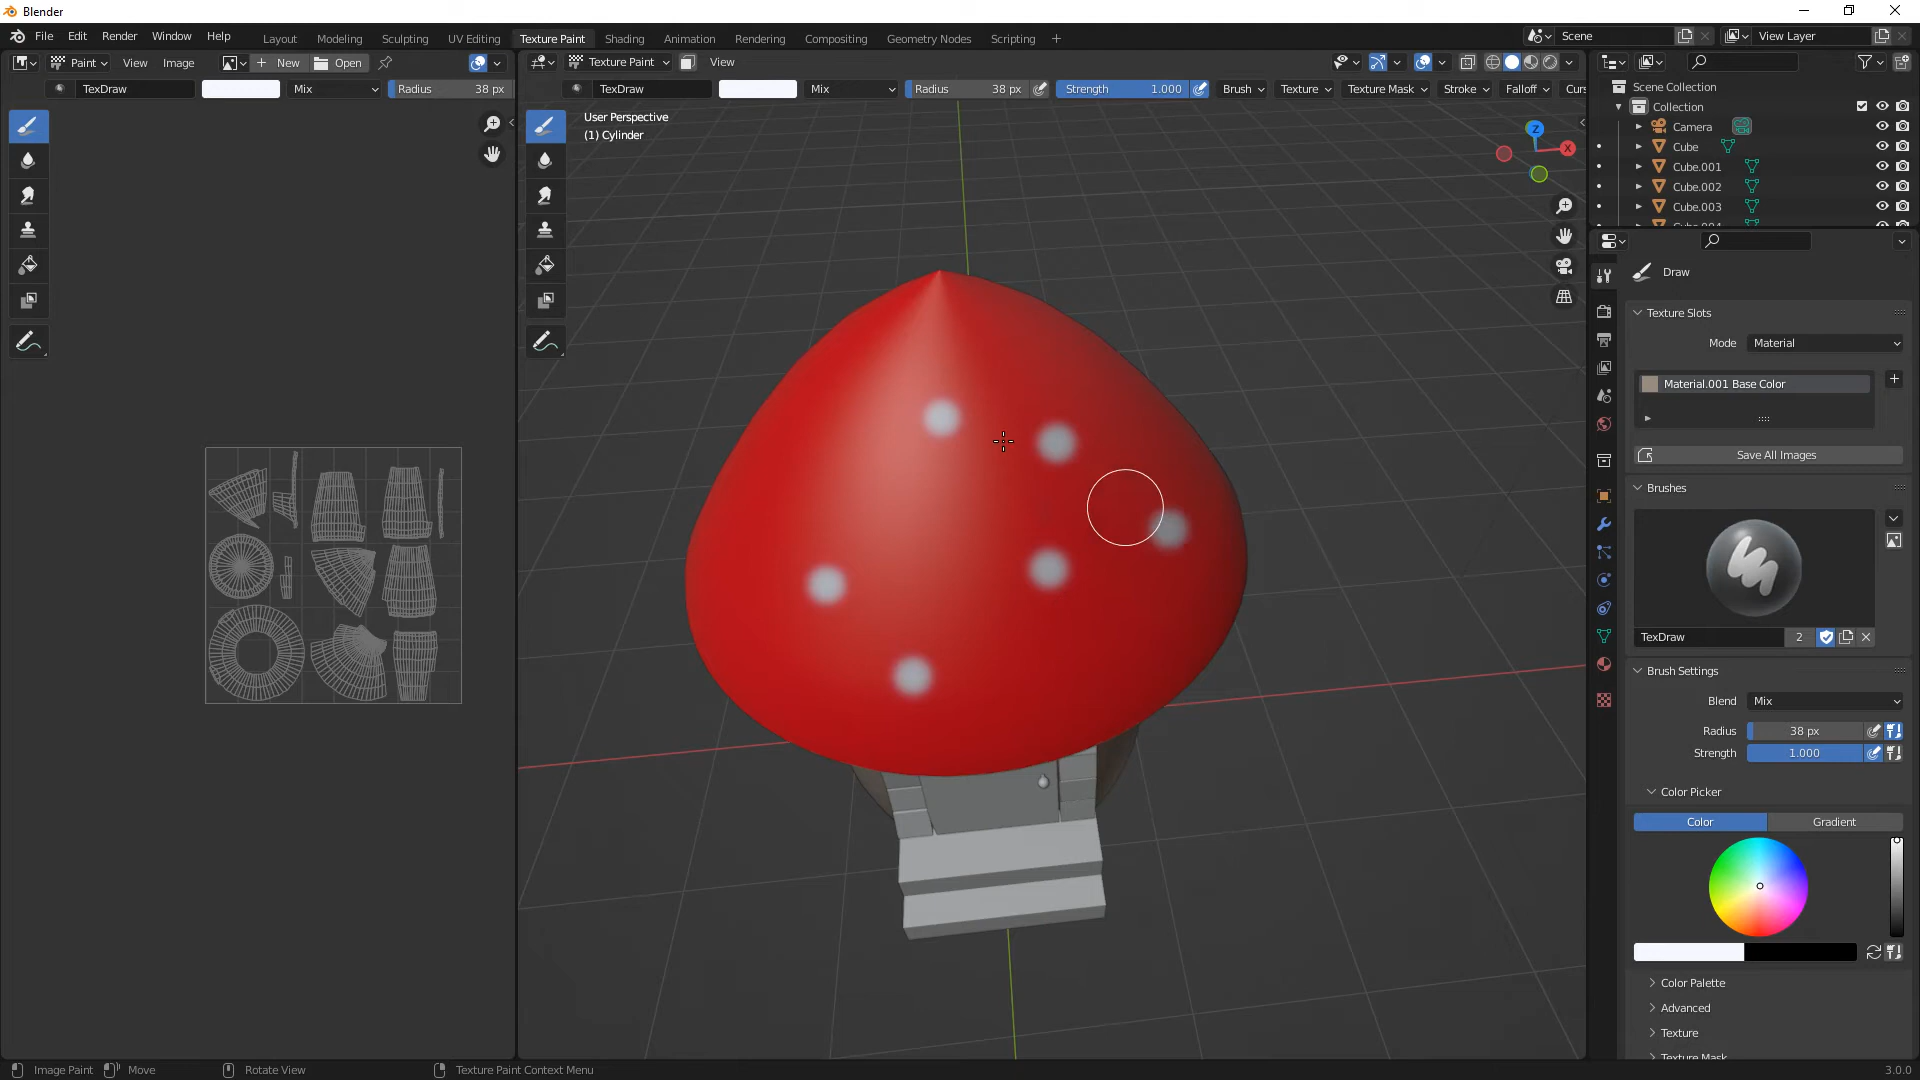 Blender
File Edit Render Window Help Layout Modeling Sculpting UV Editing Texture Paint Shading Animation Rendering Compositing Geometry Nodes Scripting + Scene View Layer
Paint View Image + New Open Texture Paint View
TexDraw Mix Radius 38 px TexDraw Mix Radius 38 px Strength 1.000 Brush Texture Texture Mask Stroke Falloff Curs
User Perspective
(1) Cylinder
Z
X
Scene Collection
Collection
Camera
Cube
Cube.001
Cube.002
Cube.003
Draw
Texture Slots
Mode Material
Material.001 Base Color
Save All Images
Brushes
TexDraw 2
Brush Settings
Blend Mix
Radius 38 px
Strength 1.000
Color Picker
Color Gradient
Color Palette
Advanced
Texture
Texture Mask
Image Paint Move Rotate View Texture Paint Context Menu 3.0.0